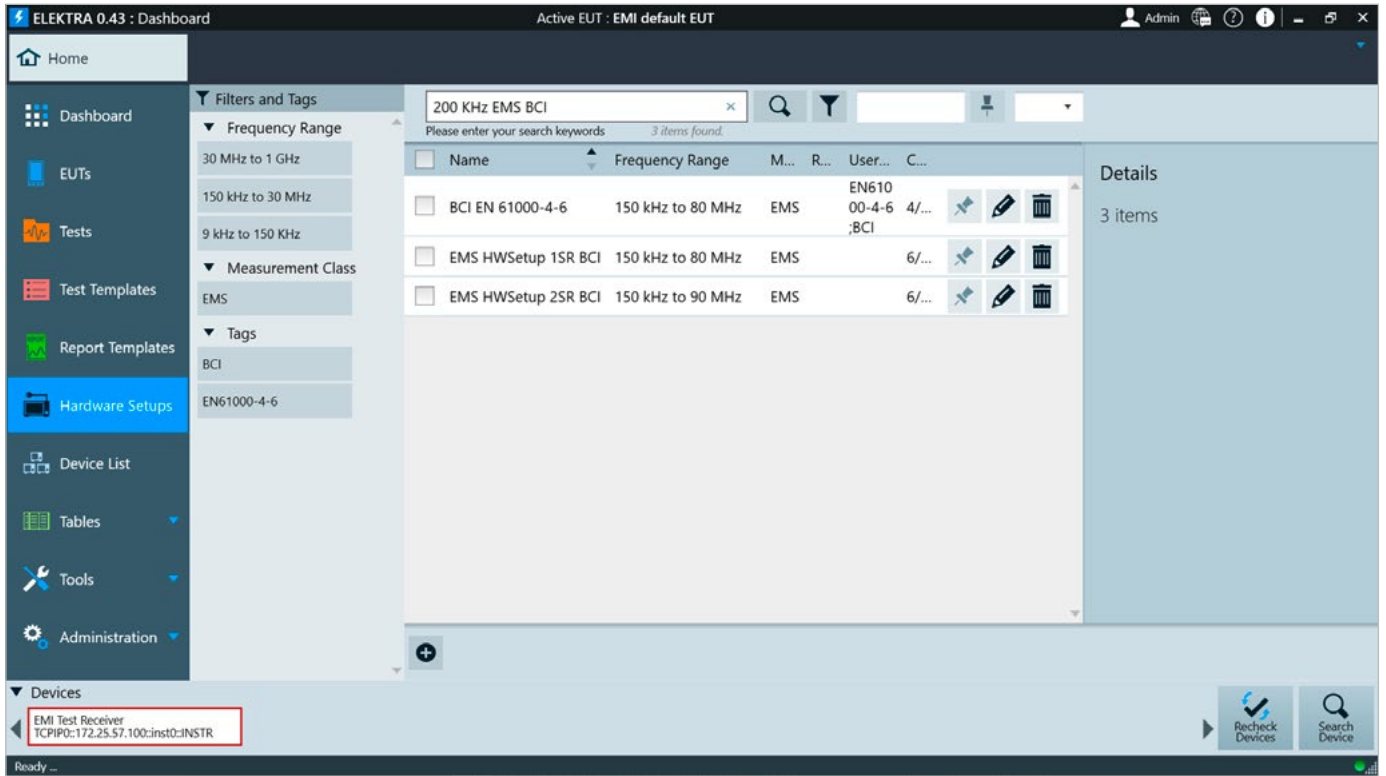 ELEKTRA 0.43 : Dashboard
Active EUT : EMI default EUT
Admin
Home
Dashboard
EUTs
Tests
Test Templates
Report Templates
Hardware Setups
Device List
Tables
Tools
Administration
Filters and Tags
Frequency Range
30 MHz to 1 GHz
150 kHz to 30 MHz
9 kHz to 150 KHz
Measurement Class
EMS
Tags
BCI
EN61000-4-6
200 KHz EMS BCI
Please enter your search keywords 3 items found.
Name Frequency Range M... R... User... C...
BCI EN 61000-4-6 150 kHz to 80 MHz EMS EN610
00-4-6 4/...
;BCI
EMS HWSetup 1SR BCI 150 kHz to 80 MHz EMS 6/...
EMS HWSetup 2SR BCI 150 kHz to 90 MHz EMS 6/...
Details
3 items
Devices
EMI Test Receiver
TCPIP0::172.25.57.100::inst0::INSTR
Recheck
Devices
Search
Device
Ready ...